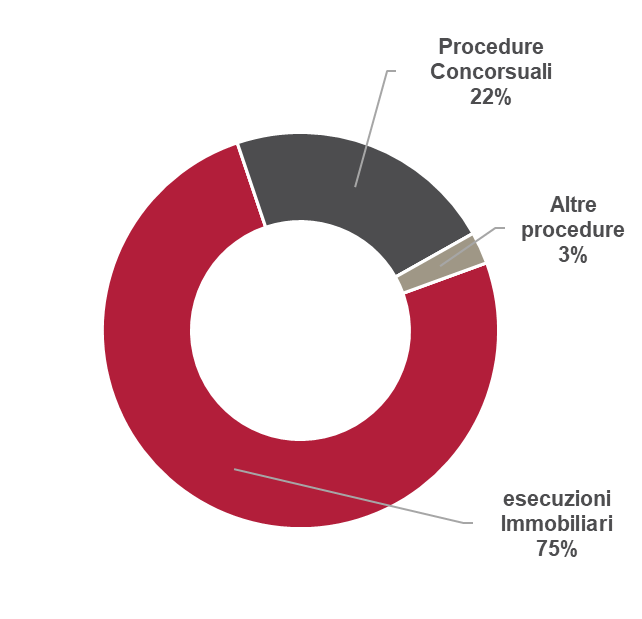 Procedure
Concorsuali
22%
Altre
procedure
3%
esecuzioni
Immobiliari
75%